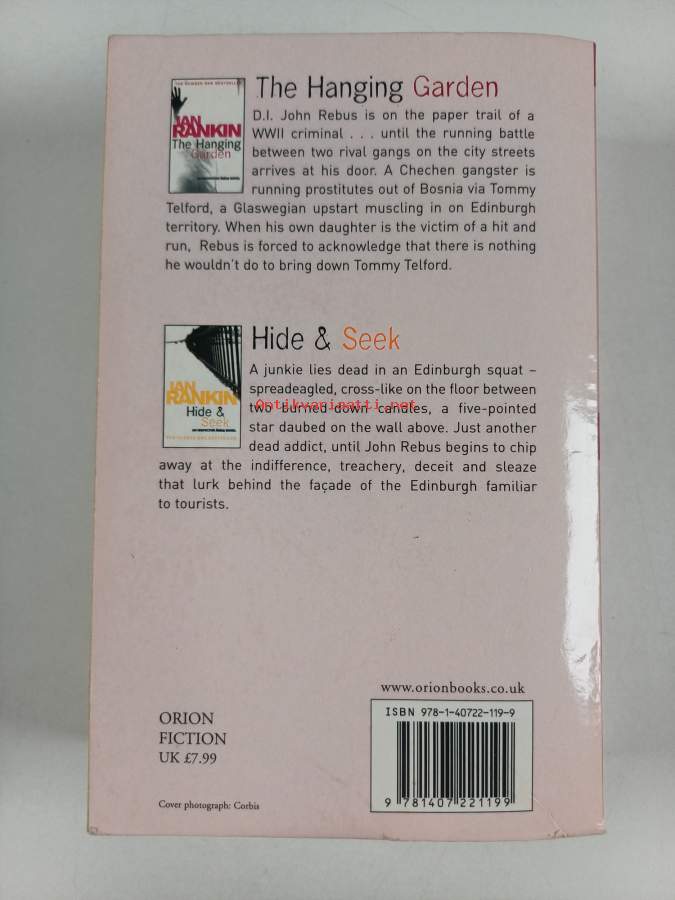 The Hanging Garden
THE NUMBER ONE BESTSELLER
IAN
RANKIN
The Hanging
Garden
D.I. John Rebus is on the paper trail of a
WWII criminal . . . until the running battle
between two rival gangs on the city streets
arrives at his door. A Chechen gangster is
running prostitutes out of Bosnia via Tommy
Telford, a Glaswegian upstart muscling in on Edinburgh
territory. When his own daughter is the victim of a hit and
run, Rebus is forced to acknowledge that there is nothing
he wouldn't do to bring down Tommy Telford.
Hide & Seek
IAN
RANKIN
Hide &
Seek
A junkie lies dead in an Edinburgh squat –
spreadeagled, cross-like on the floor between
two burned-down candles, a five-pointed
star daubed on the wall above. Just another
dead addict, until John Rebus begins to chip
away at the indifference, treachery, deceit and sleaze
that lurk behind the façade of the Edinburgh familiar
to tourists.
Antikvariaatti.net
www.orionbooks.co.uk
ISBN 978-1-40722-119-9
9 781407 221199
ORION
FICTION
UK £7.99
Cover photograph: Corbis